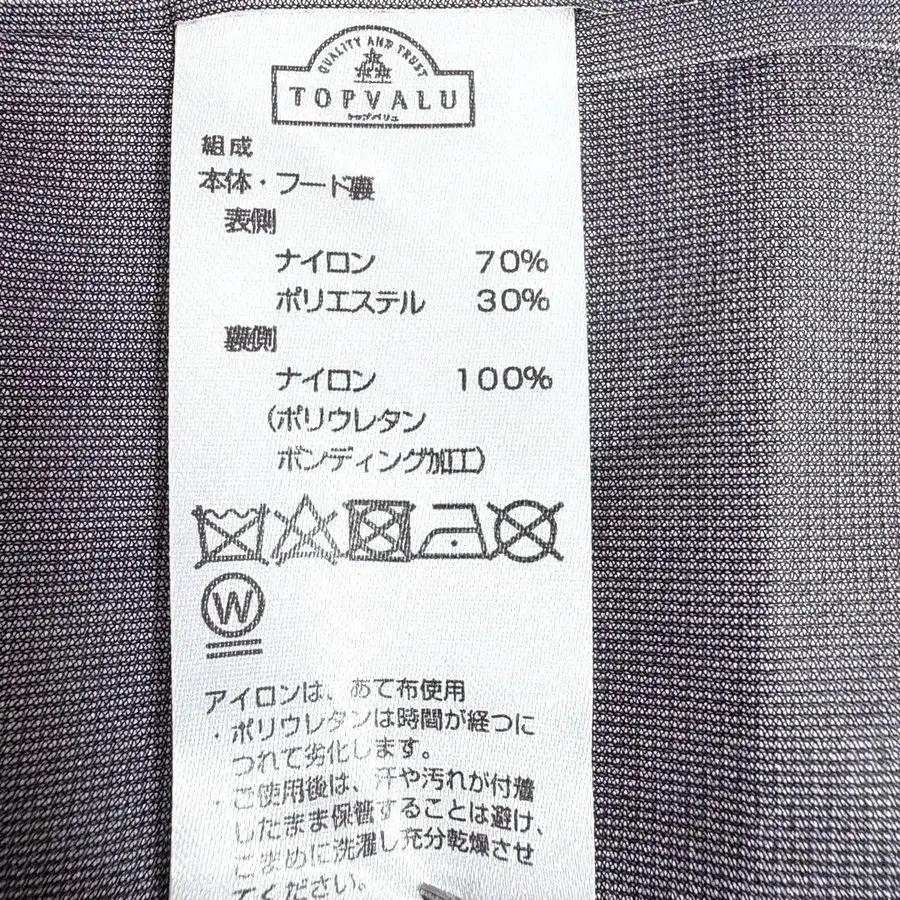 QUALITY AND TRUST
TOPVALU
トップバリュ
組成
本体・フード裏
表側
ナイロン 70%
ポリエステル 30%
裏側
ナイロン 100%
(ポリウレタン
ボンディング加工)
W
アイロンは、あて布使用
・ポリウレタンは時間が経つに
つれて劣化します。
・ご使用後は、汗や汚れが付着
したまま保管することは避け、
こまめに洗濯し充分乾燥させ
てください。